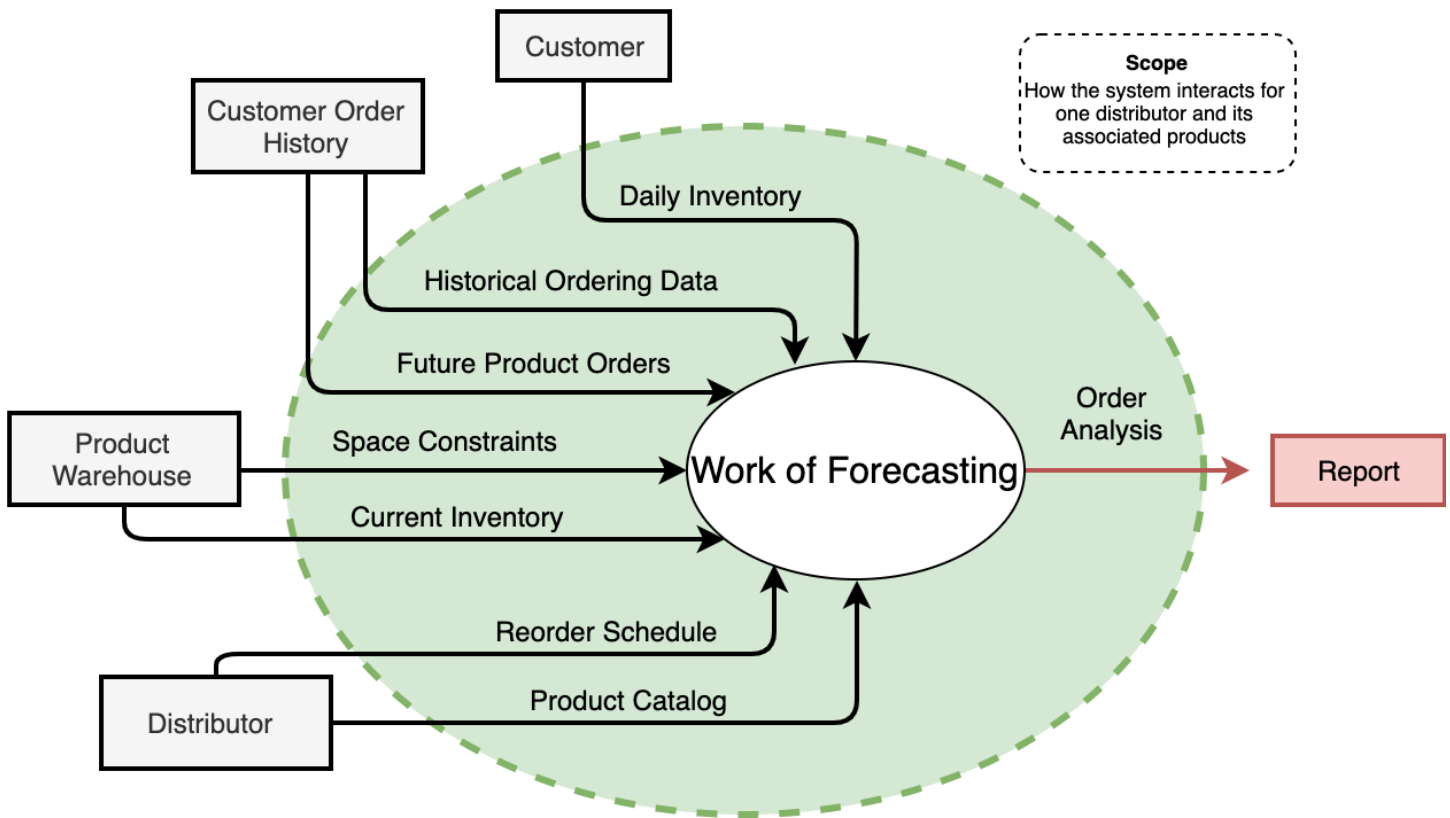 Customer
Scope
How the system interacts for
one distributor and its
associated products
Customer Order
History
Daily Inventory
Historical Ordering Data
Future Product Orders
Order
Analysis
Product
Warehouse
Space Constraints
Work of Forecasting
Report
Current Inventory
Reorder Schedule
Product Catalog
Distributor